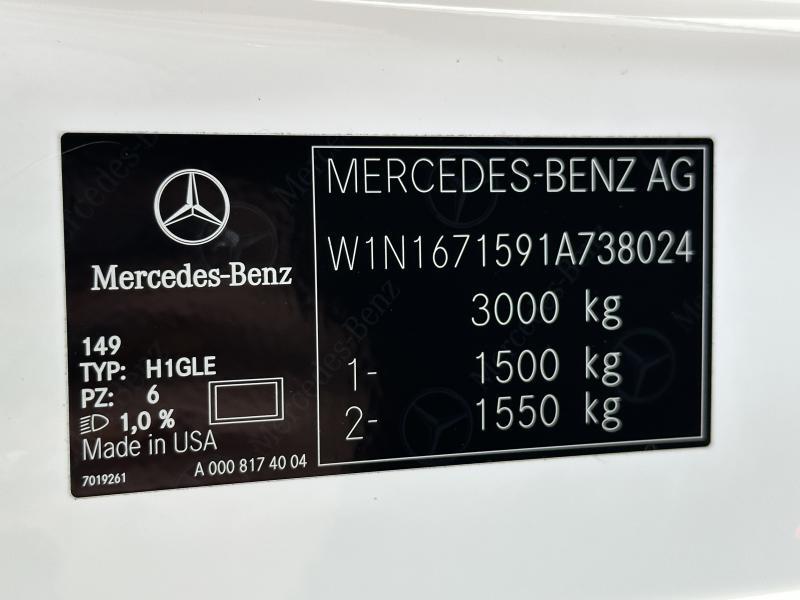 Mercedes-Benz
149
TYP: H1GLE
PZ: 6
1,0 %
Made in USA
7019261
A 000 817 40 04
MERCEDES-BENZ AG
W1N1671591A738024
3000 kg
1- 1500 kg
2- 1550 kg